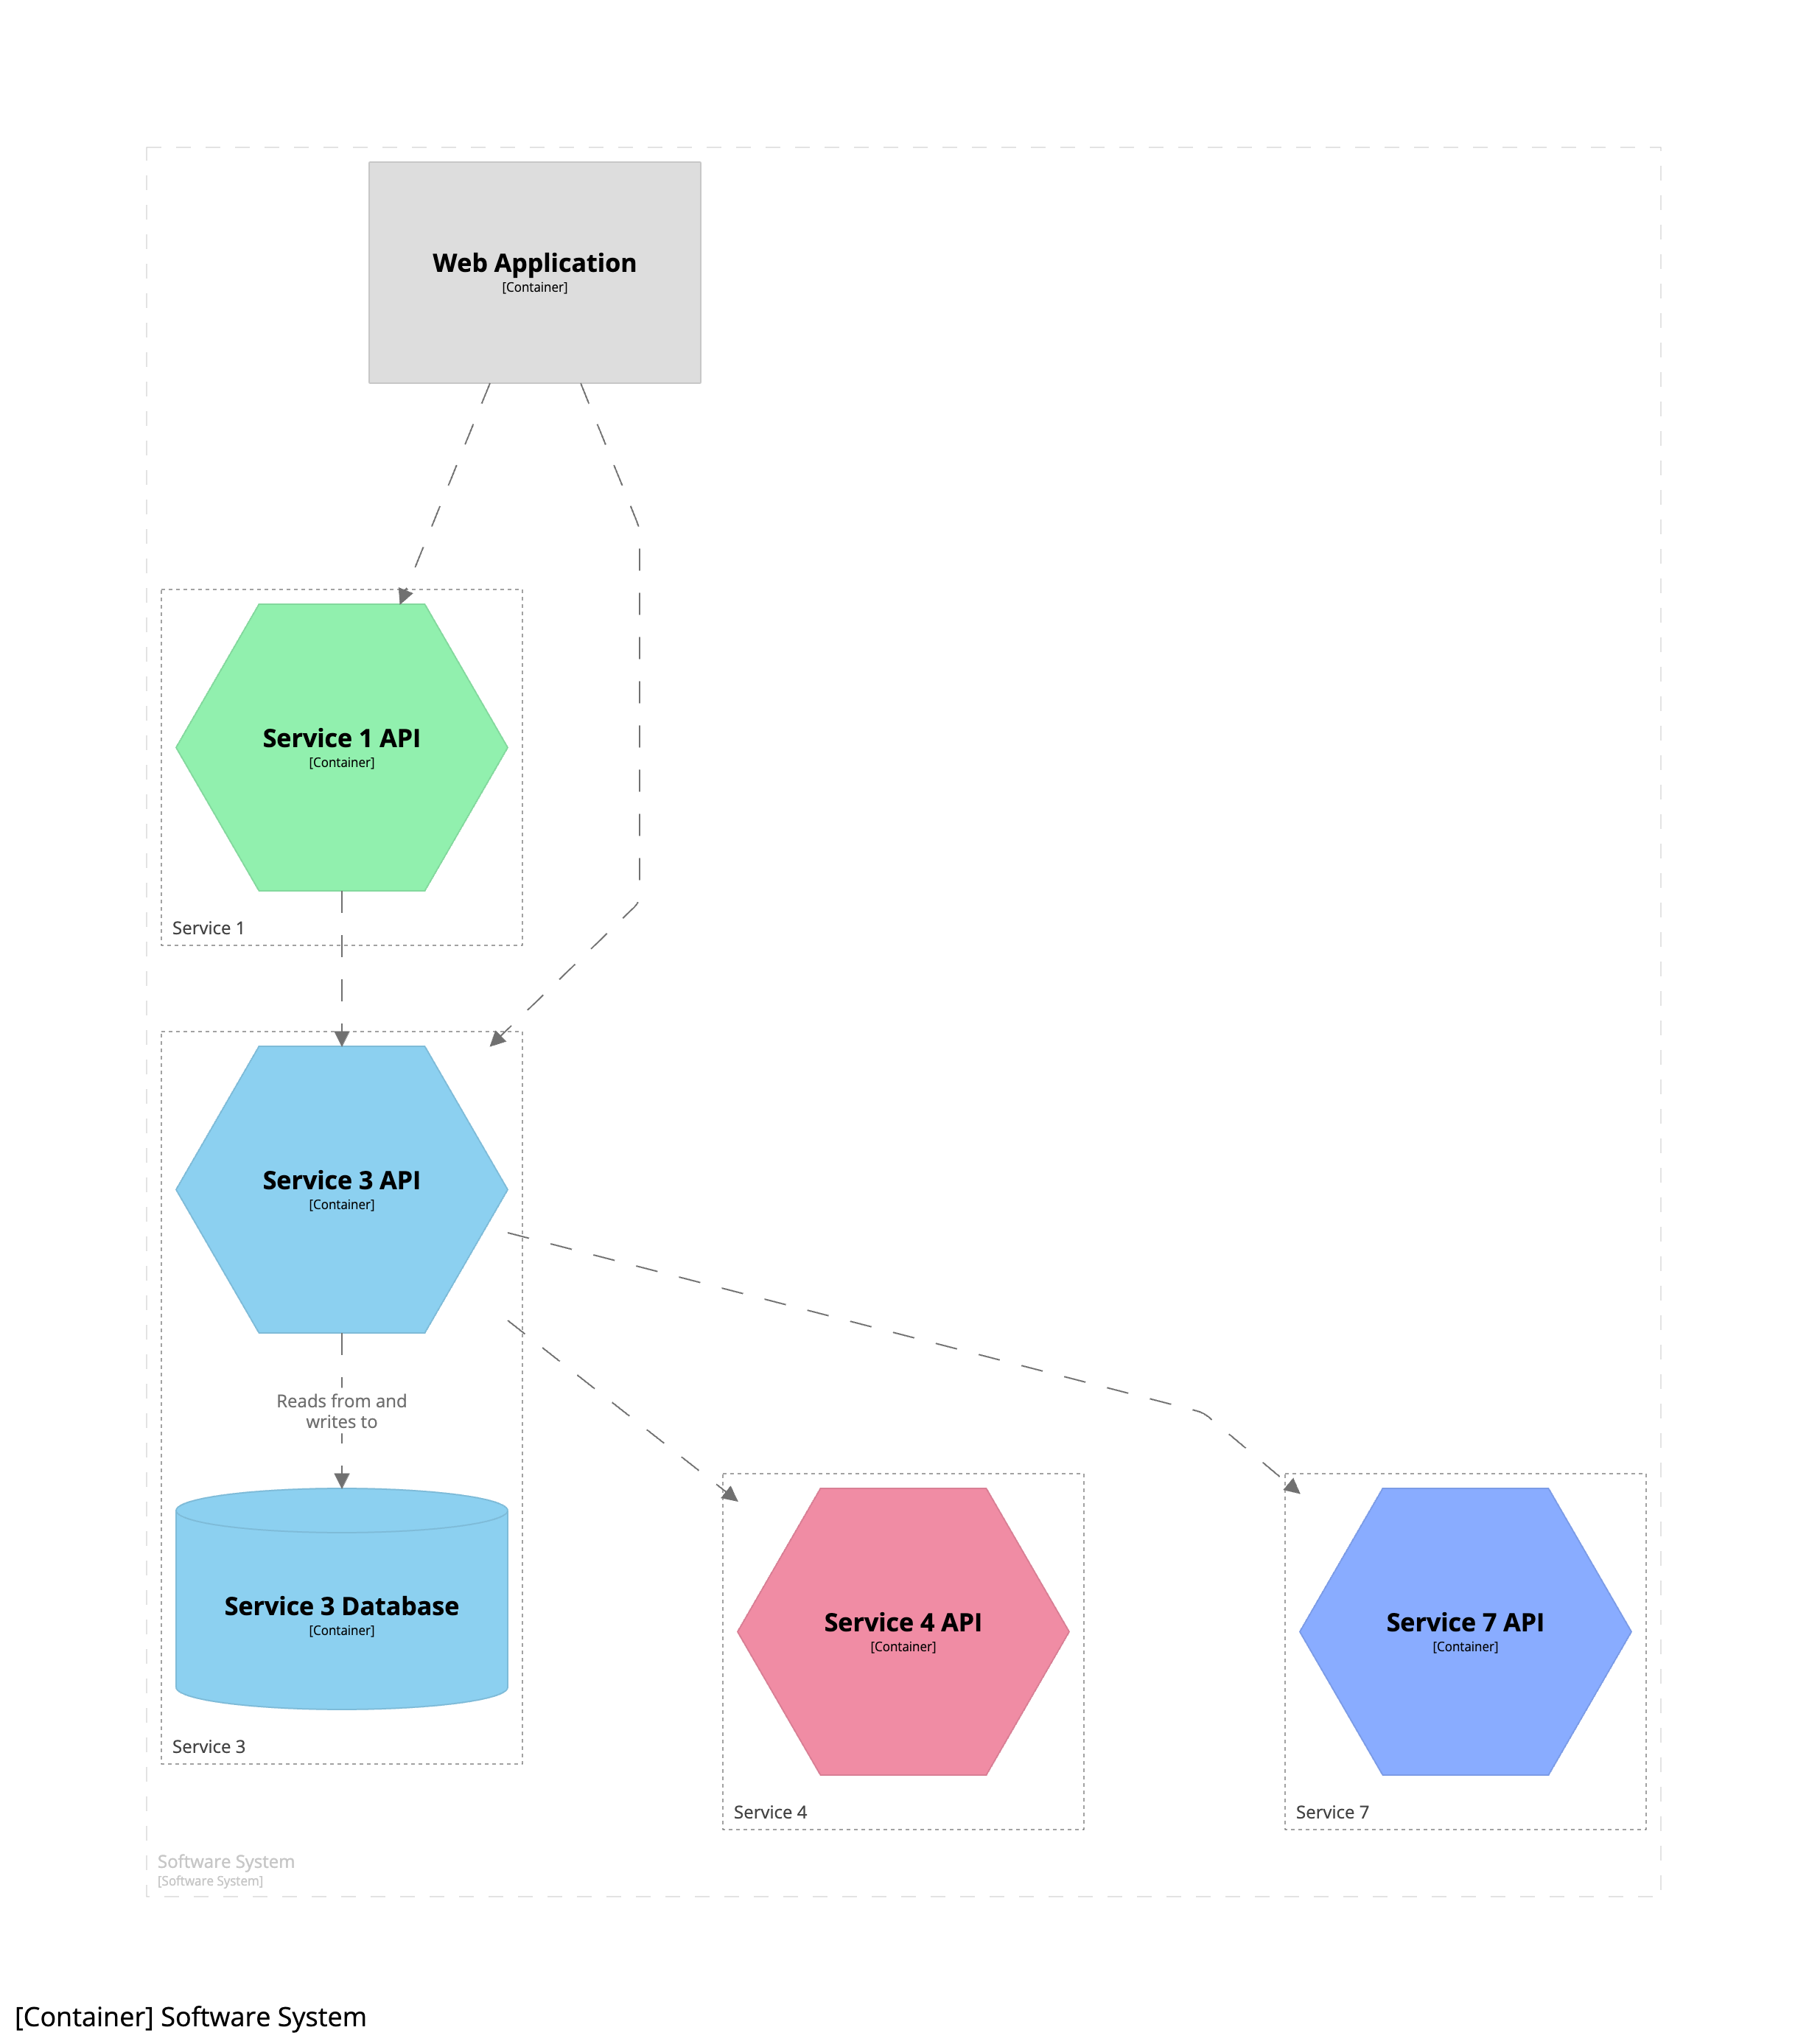 Web Application
[Container]
Service 1 API
[Container]
Service 1
Service 3 API
[Container]
Reads from and
writes to
Service 3 Database
[Container]
Service 3
Service 4 API
[Container]
Service 4
Service 7 API
[Container]
Service 7
Software System
[Software System]
[Container] Software System